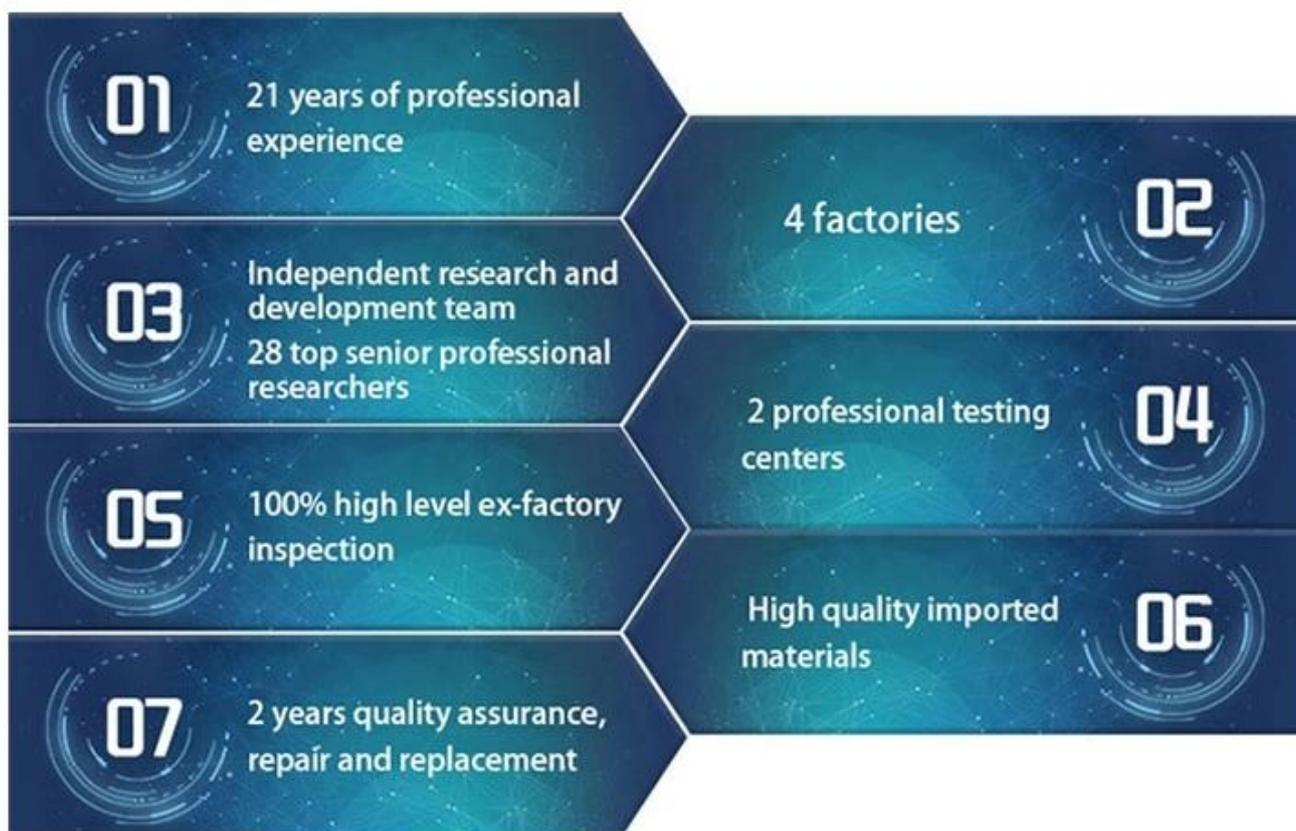 01
21 years of professional
experience
02
4 factories
03
Independent research and
development team
28 top senior professional
researchers
04
2 professional testing
centers
05
100% high level ex-factory
inspection
06
High quality imported
materials
07
2 years quality assurance,
repair and replacement